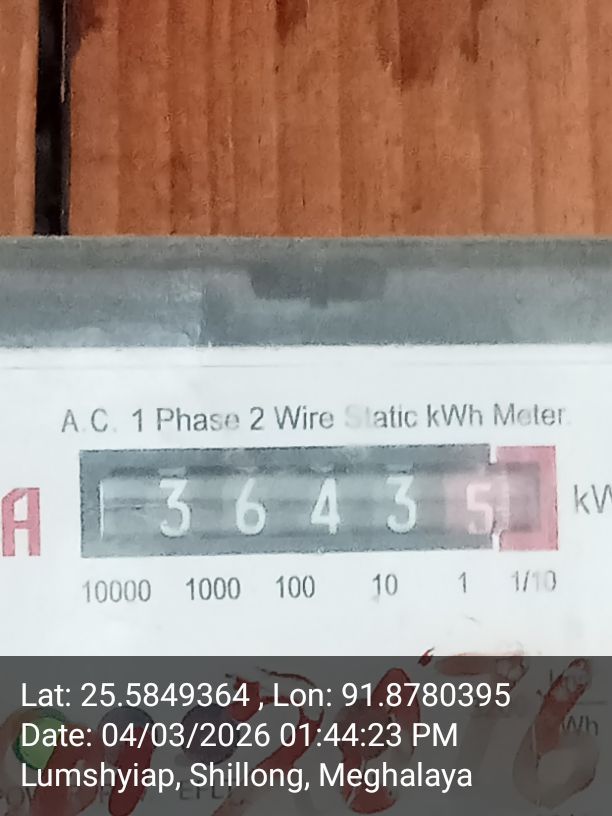 A.C. 1 Phase 2 Wire Static kWh Meter
3 6 4 3 5
A
10000 1000 100 10 1 1/10
Wh
Lat: 25.5849364 , Lon: 91.8780395
Date: 04/03/2026 01:44:23 PM
Lumshyiap, Shillong, Meghalaya